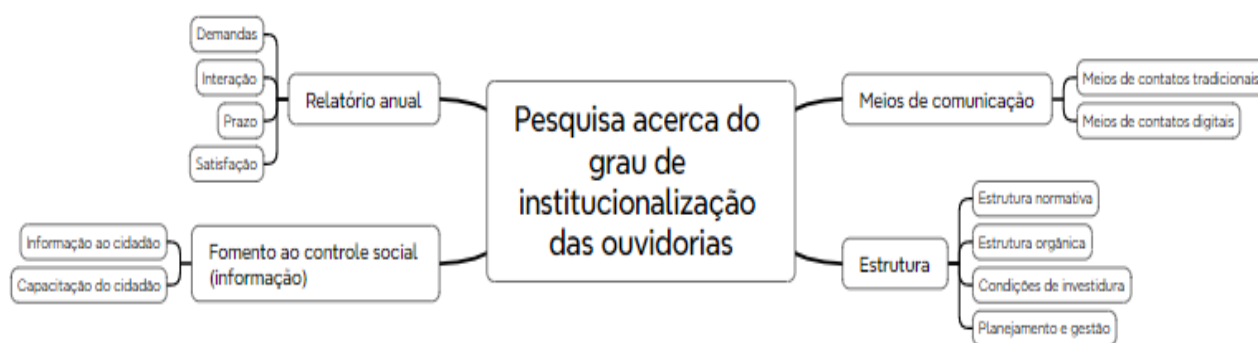 Pesquisa acerca do
grau de
institucionalização
das ouvidorias
Relatório anual
Demandas
Interação
Prazo
Satisfação
Fomento ao controle social
(informação)
Informação ao cidadão
Capacitação do cidadão
Meios de comunicação
Meios de contatos tradicionais
Meios de contatos digitais
Estrutura
Estrutura normativa
Estrutura orgânica
Condições de investidura
Planejamento e gestão